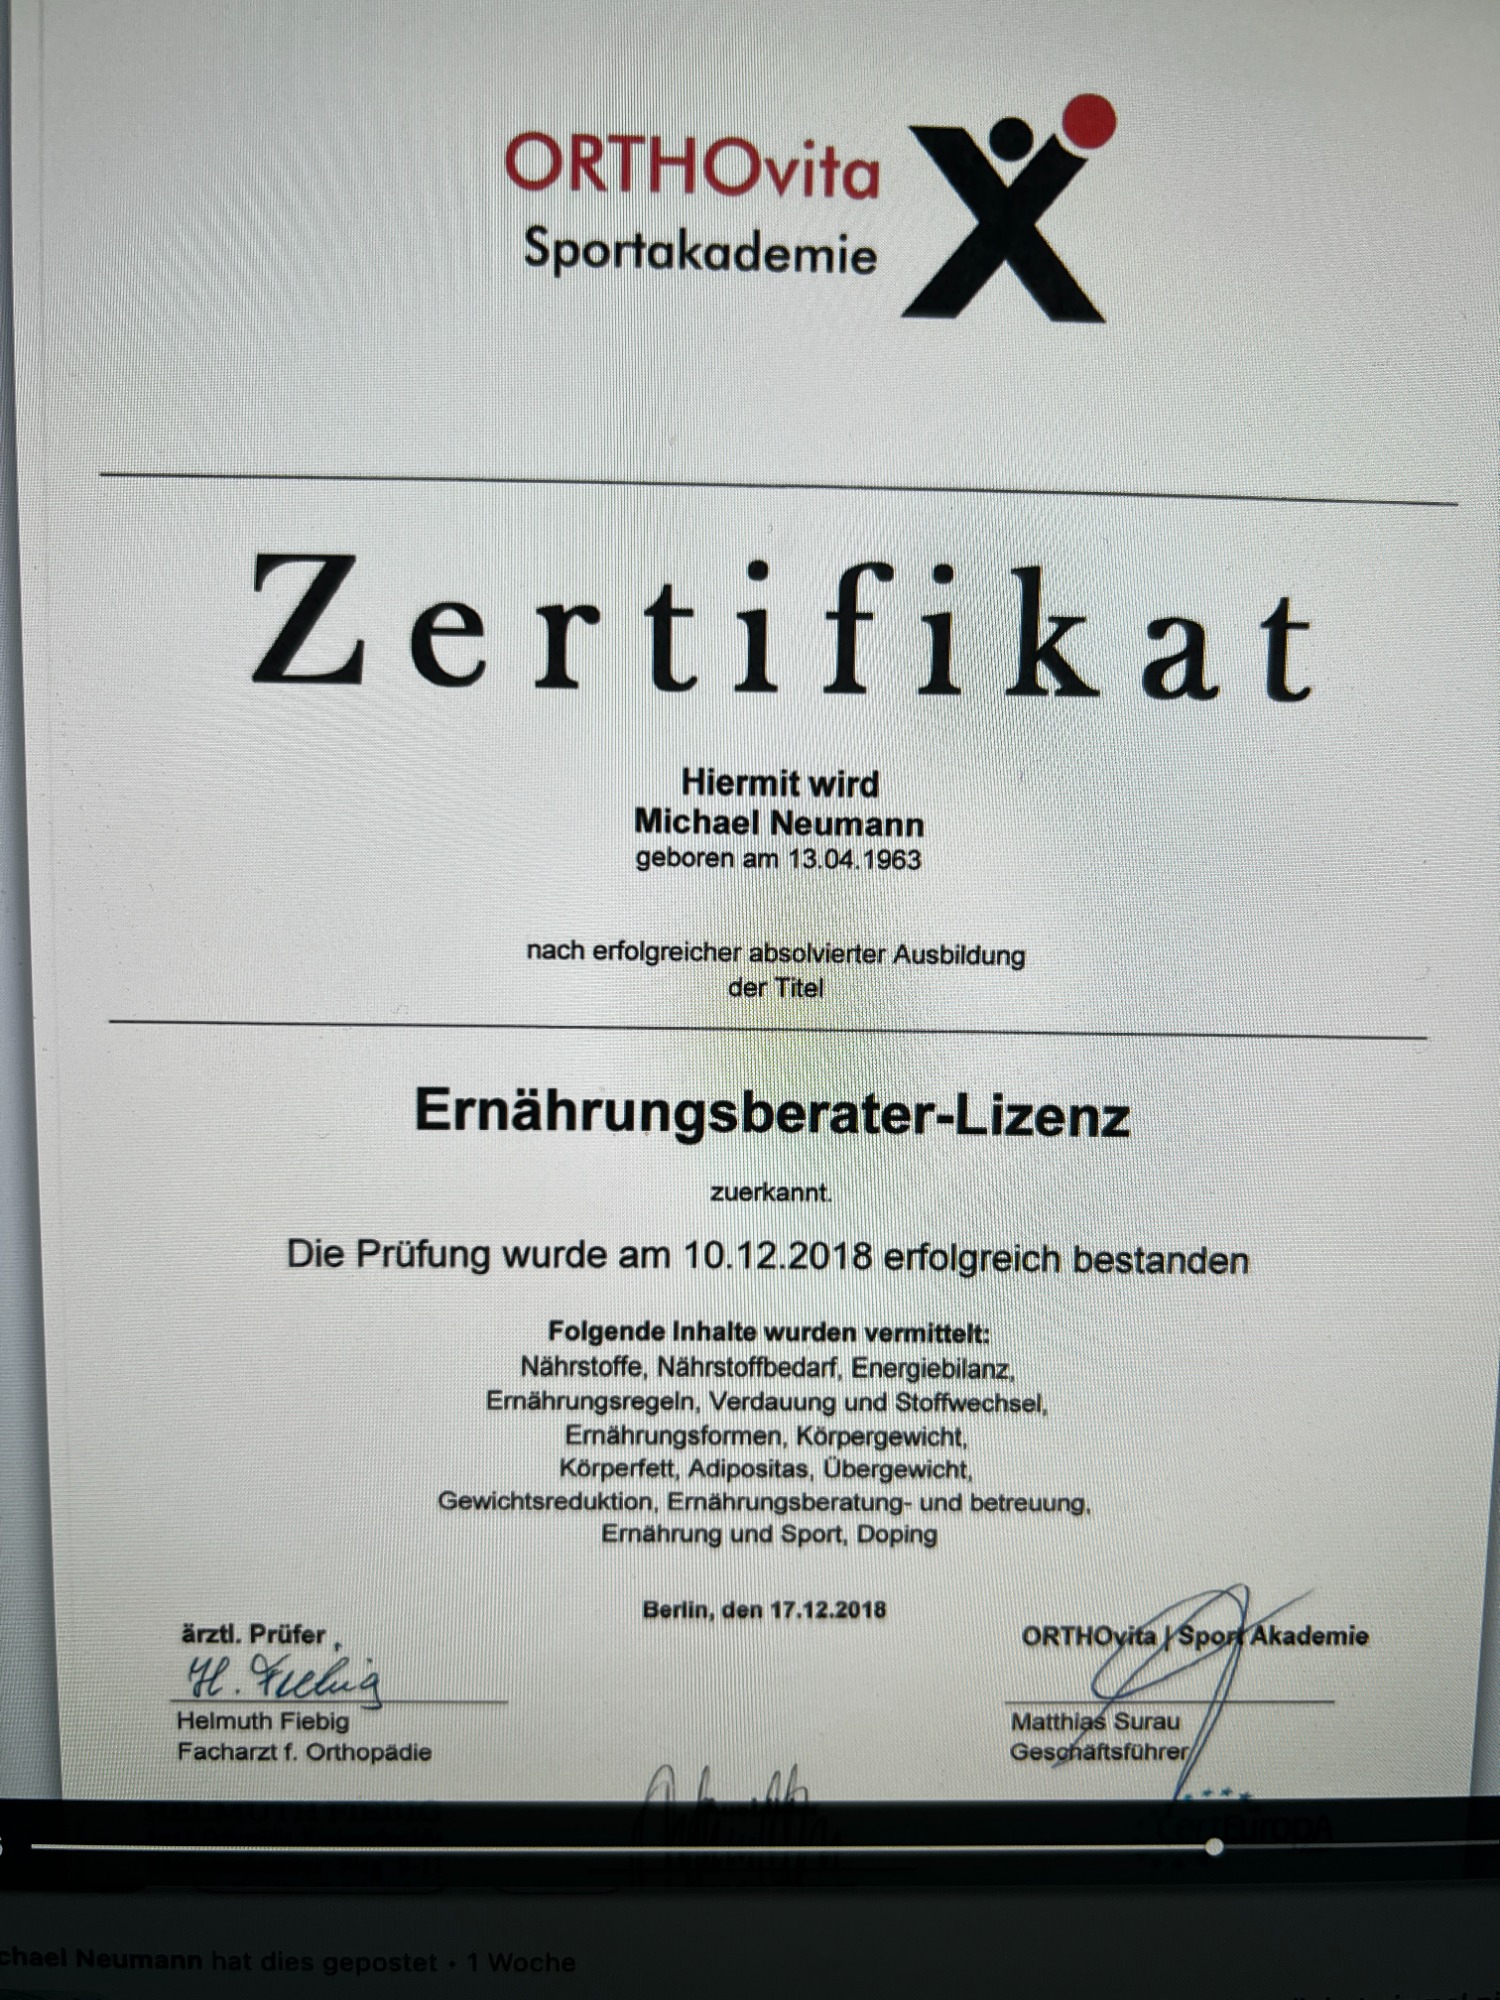 ORTHOvita
Sportakademie
Zertifikat
Hiermit wird
Michael Neumann
geboren am 13.04.1963
nach erfolgreicher absolvierter Ausbildung
der Titel
Ernährungsberater-Lizenz
zuerkannt.
Die Prüfung wurde am 10.12.2018 erfolgreich bestanden
Folgende Inhalte wurden vermittelt:
Nährstoffe, Nährstoffbedarf, Energiebilanz,
Ernährungsregeln, Verdauung und Stoffwechsel,
Ernährungsformen, Körpergewicht,
Körperfett, Adipositas, Übergewicht,
Gewichtsreduktion, Ernährungsberatung- und betreuung,
Ernährung und Sport, Doping
Berlin, den 17.12.2018
ärztl. Prüfer
H. Fiebig
Helmuth Fiebig
Facharzt f. Orthopädie
ORTHOvita | Sport Akademie
Matthias Surau
Geschäftsführer
HELMUTH FIEBIG
CertEuropA
chael Neumann hat dies gepostet • 1 Woche